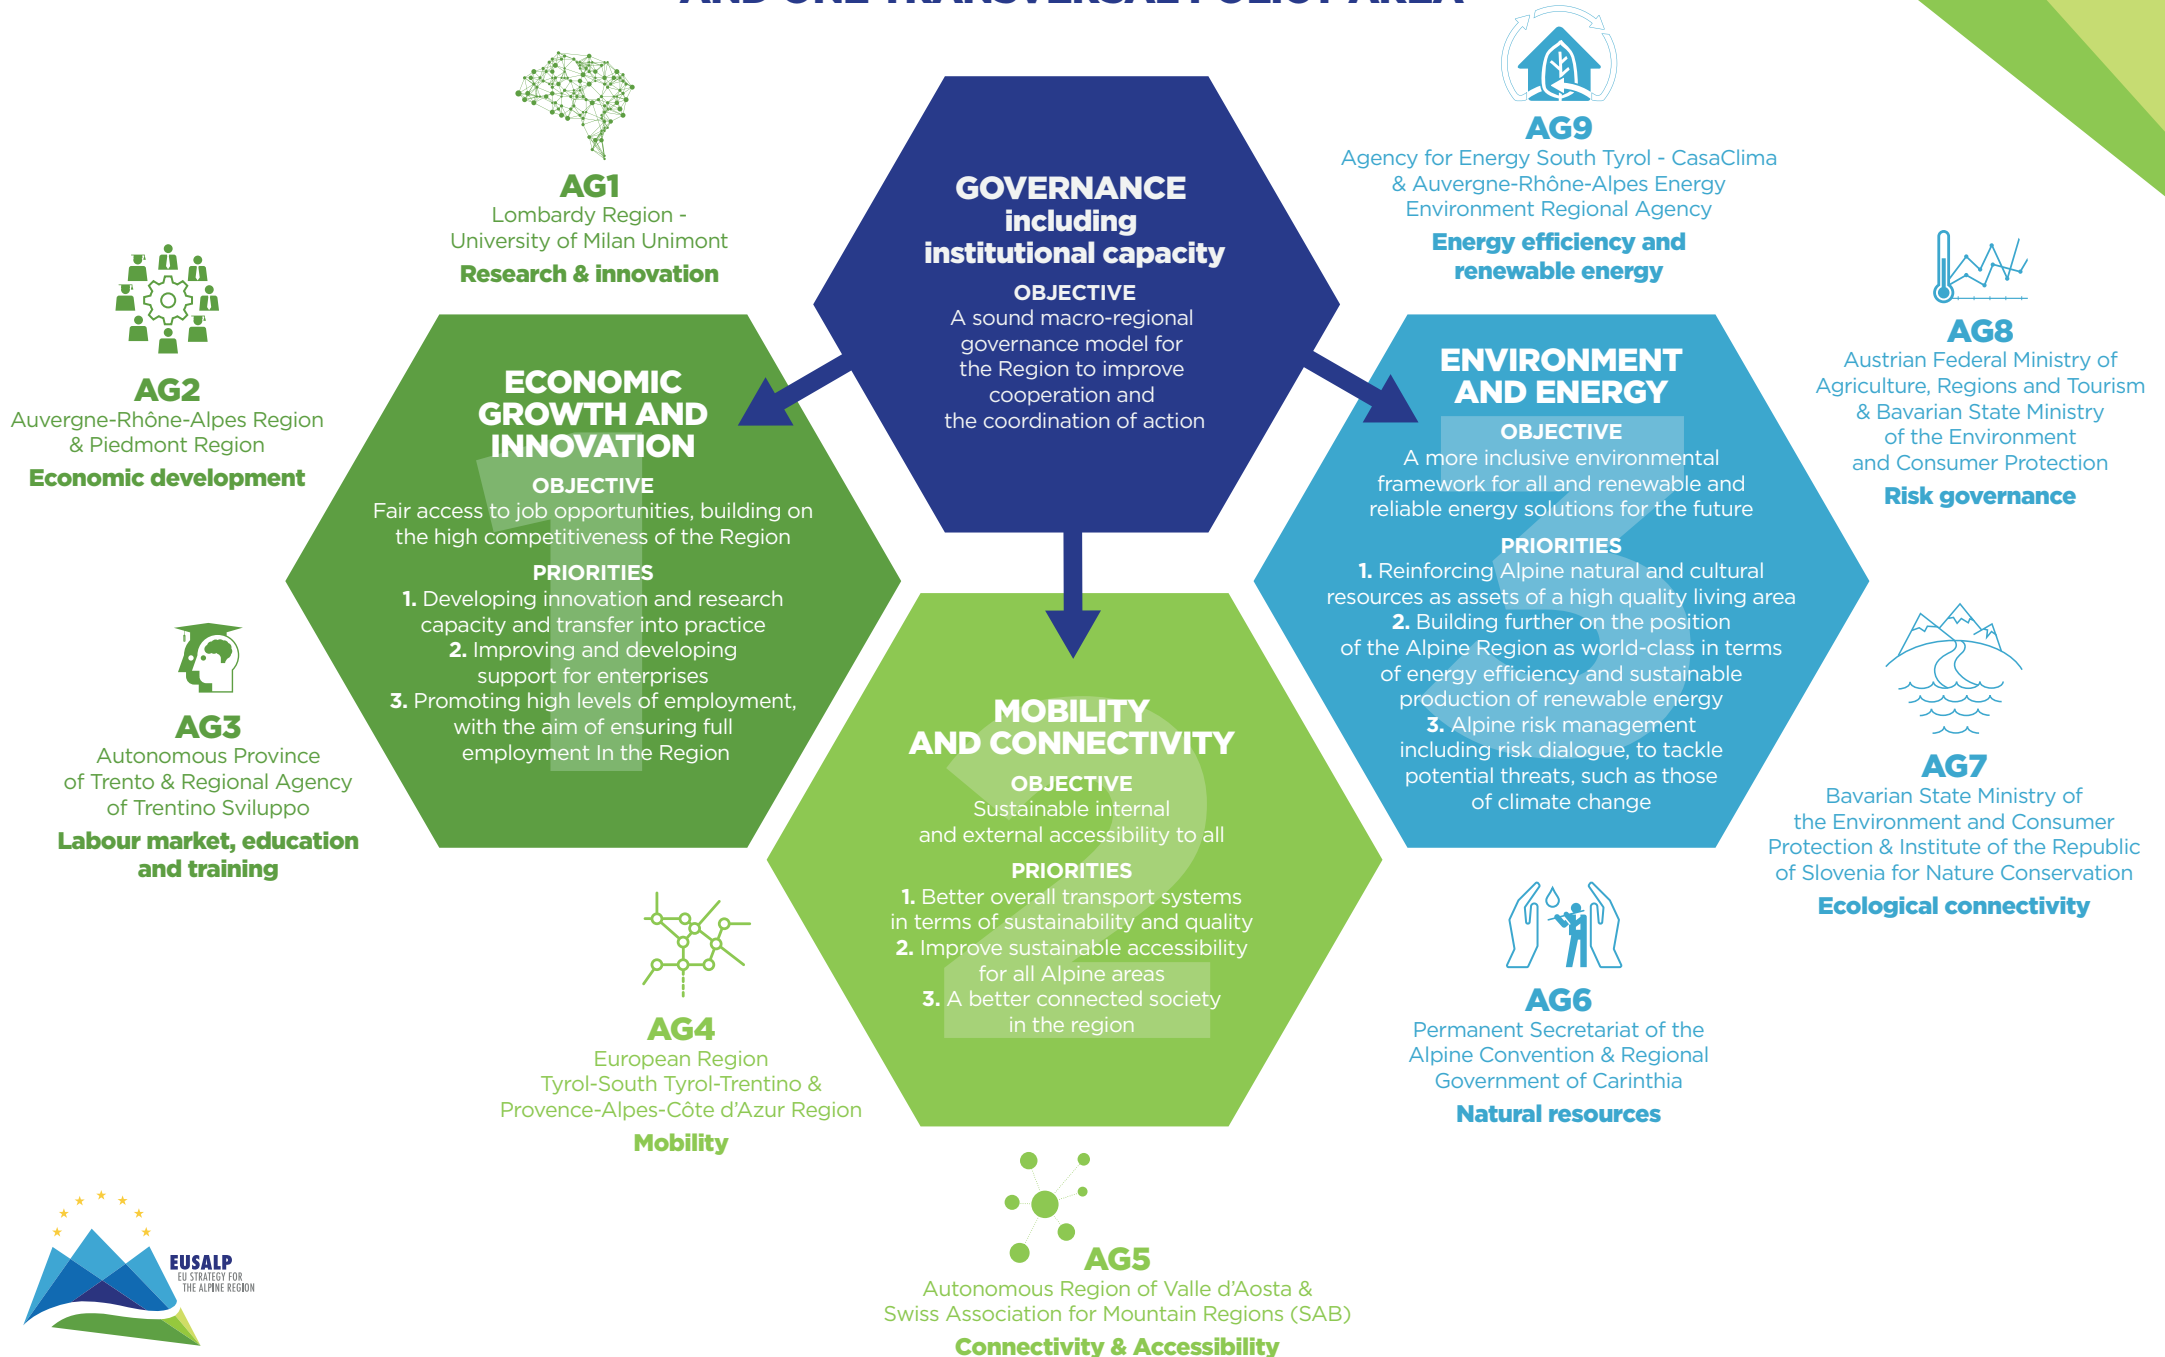 AND ONE TRANSVERSAL POLICY AREA
AG1
Lombardy Region -
University of Milan Unimont
Research & innovation
AG2
Auvergne-Rhône-Alpes Region
& Piedmont Region
Economic development
AG3
Autonomous Province
of Trento & Regional Agency
of Trentino Sviluppo
Labour market, education
and training
GOVERNANCE
including
institutional capacity
OBJECTIVE
A sound macro-regional
governance model for
the Region to improve
cooperation and
the coordination of action
1
ECONOMIC
GROWTH AND
INNOVATION
OBJECTIVE
Fair access to job opportunities, building on
the high competitiveness of the Region
PRIORITIES
1. Developing innovation and research
capacity and transfer into practice
2. Improving and developing
support for enterprises
3. Promoting high levels of employment,
with the aim of ensuring full
employment In the Region
2
MOBILITY
AND CONNECTIVITY
OBJECTIVE
Sustainable internal
and external accessibility to all
PRIORITIES
1. Better overall transport systems
in terms of sustainability and quality
2. Improve sustainable accessibility
for all Alpine areas
3. A better connected society
in the region
3
ENVIRONMENT
AND ENERGY
OBJECTIVE
A more inclusive environmental
framework for all and renewable and
reliable energy solutions for the future
PRIORITIES
1. Reinforcing Alpine natural and cultural
resources as assets of a high quality living area
2. Building further on the position
of the Alpine Region as world-class in terms
of energy efficiency and sustainable
production of renewable energy
3. Alpine risk management
including risk dialogue, to tackle
potential threats, such as those
of climate change
AG9
Agency for Energy South Tyrol - CasaClima
& Auvergne-Rhône-Alpes Energy
Environment Regional Agency
Energy efficiency and
renewable energy
AG8
Austrian Federal Ministry of
Agriculture, Regions and Tourism
& Bavarian State Ministry
of the Environment
and Consumer Protection
Risk governance
AG7
Bavarian State Ministry of
the Environment and Consumer
Protection & Institute of the Republic
of Slovenia for Nature Conservation
Ecological connectivity
AG6
Permanent Secretariat of the
Alpine Convention & Regional
Government of Carinthia
Natural resources
AG4
European Region
Tyrol-South Tyrol-Trentino &
Provence-Alpes-Côte d'Azur Region
Mobility
AG5
Autonomous Region of Valle d'Aosta &
Swiss Association for Mountain Regions (SAB)
Connectivity & Accessibility
EUSALP
EU STRATEGY FOR
THE ALPINE REGION